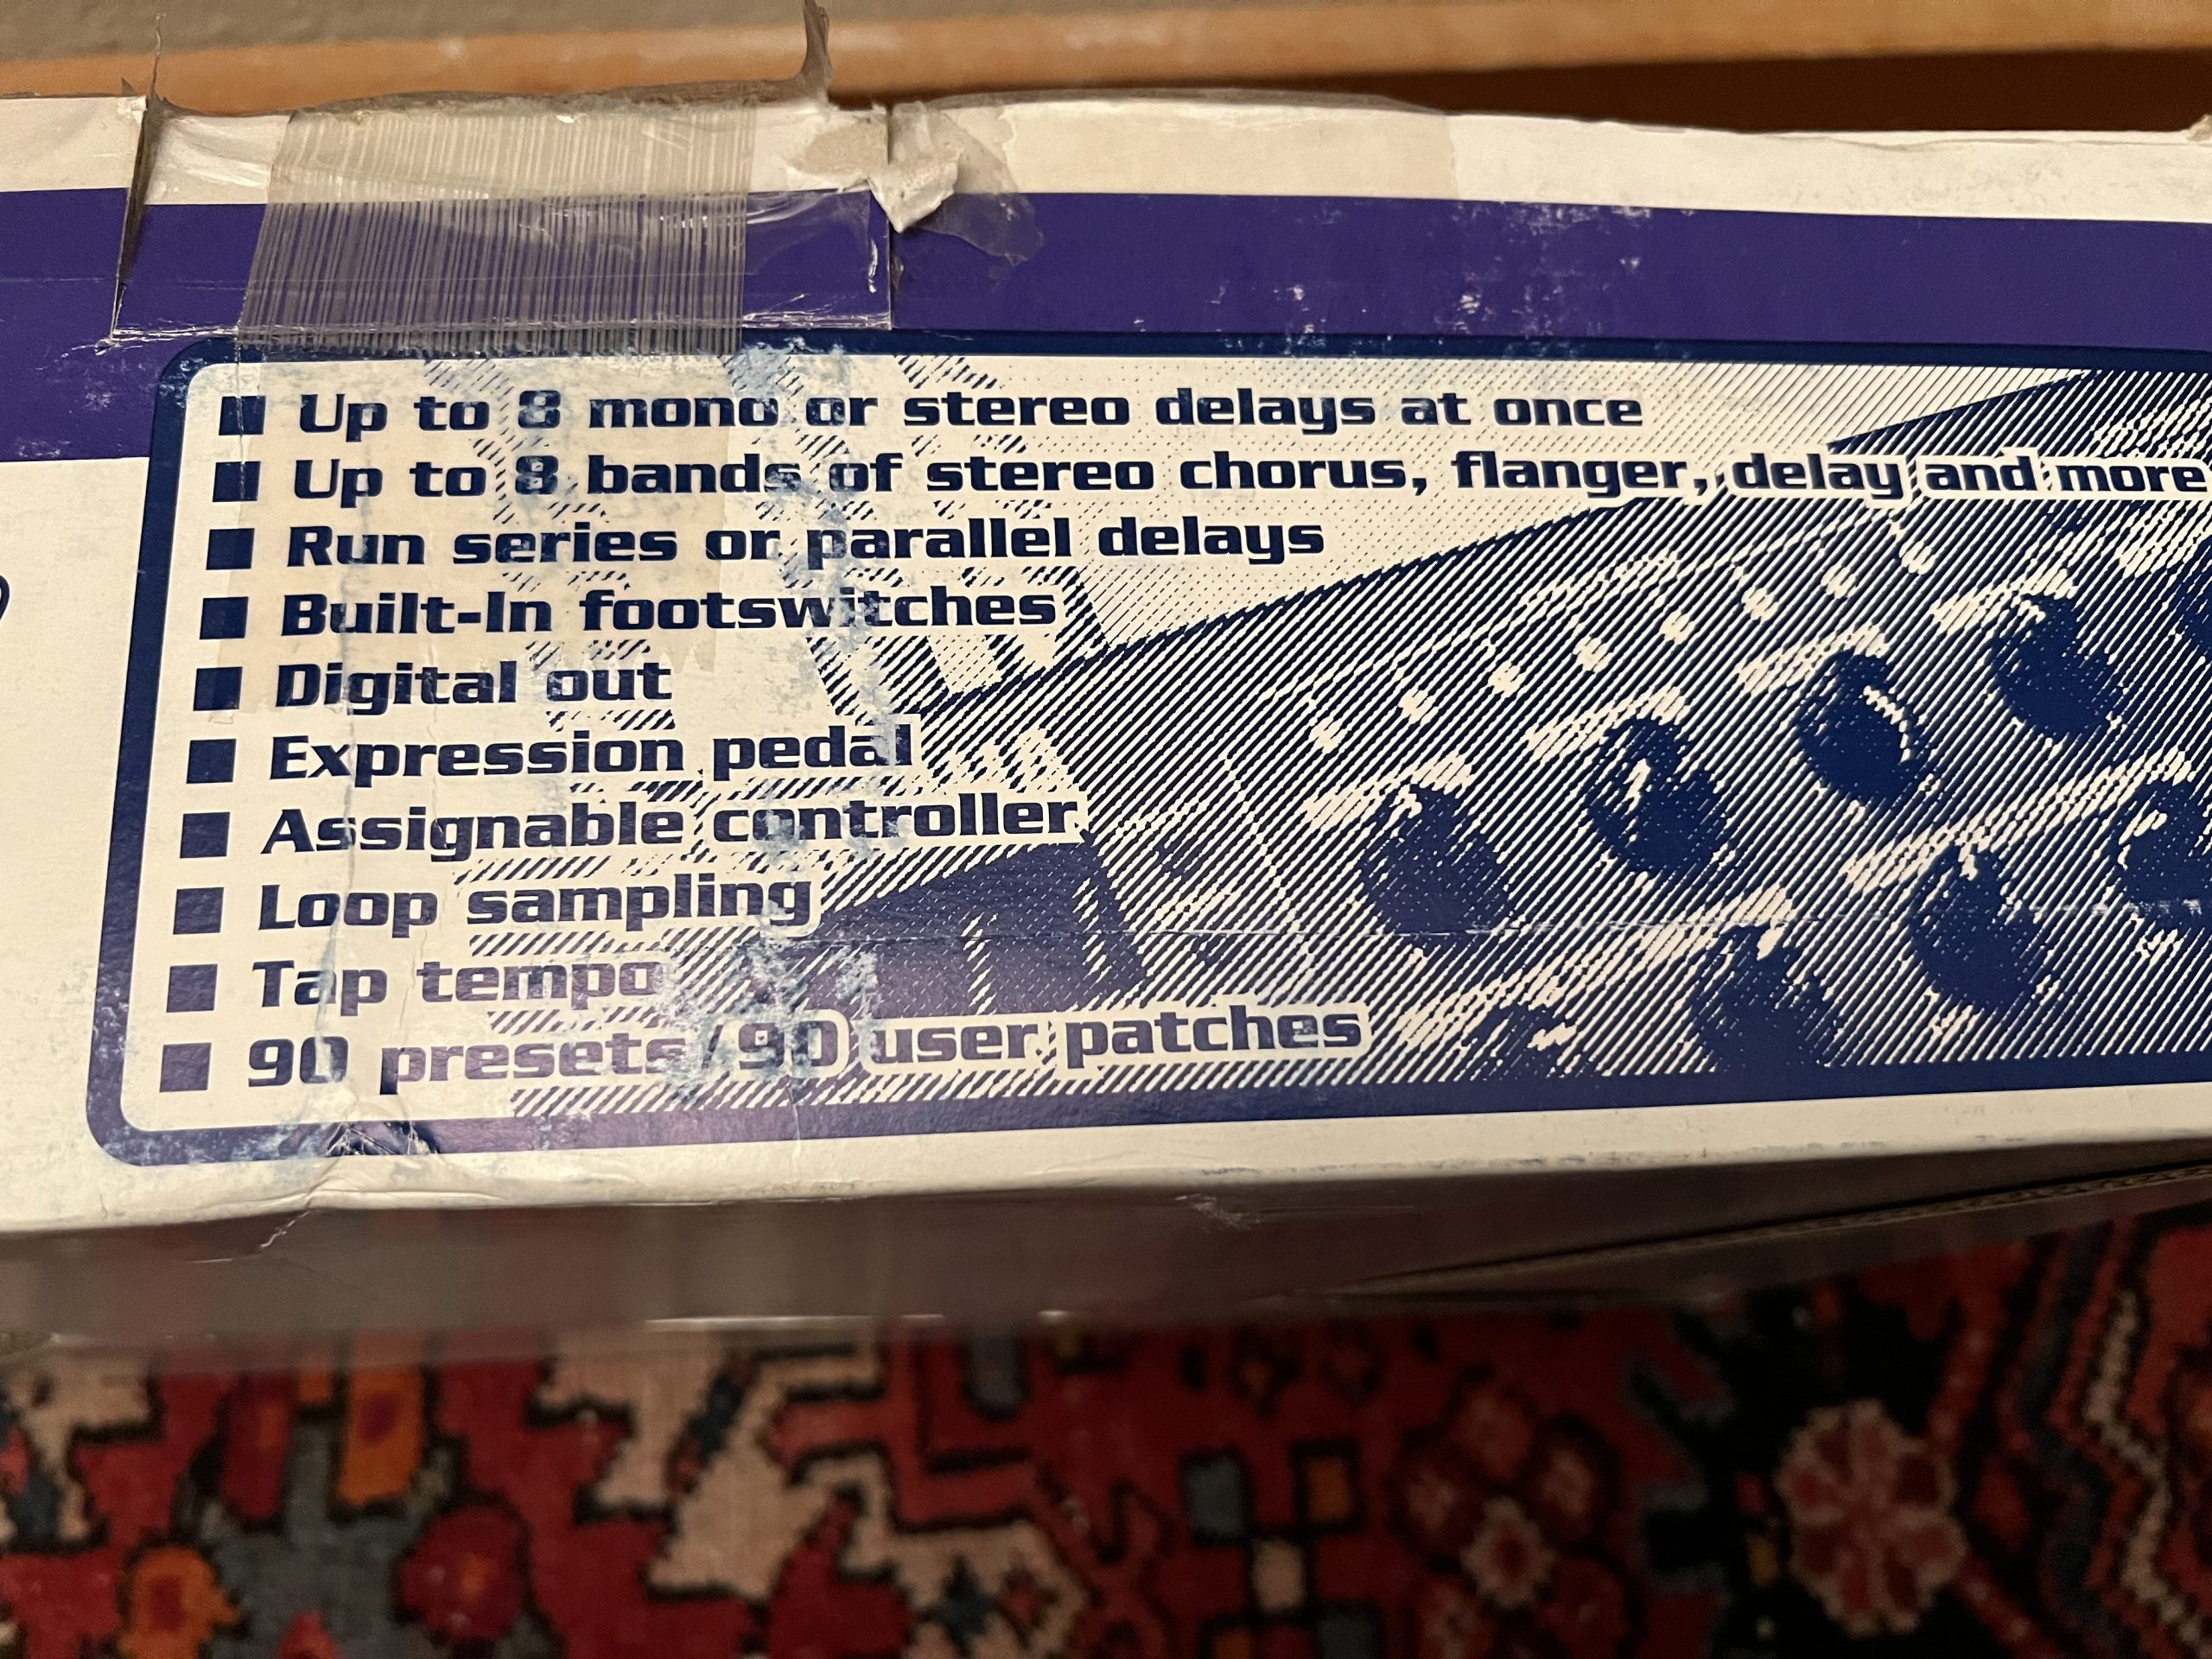 Up to 8 mono or stereo delays at once
Up to 8 bands of stereo chorus, flanger, delay and more
Run series or parallel delays
Built-In footswitches
Digital out
Expression pedal
Assignable controller
Loop sampling
Tap tempo
90 presets / 90 user patches